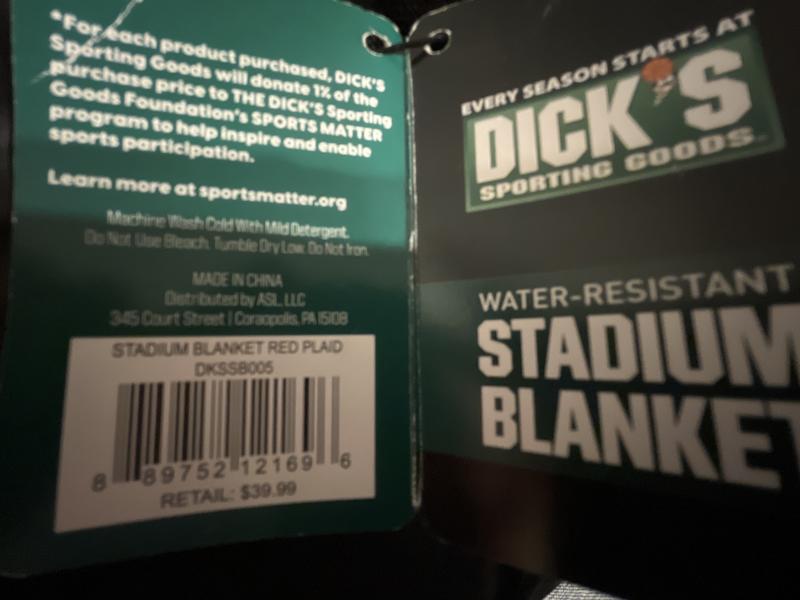 *For each product purchased, DICK'S
Sporting Goods will donate 1% of the
purchase price to THE DICK'S Sporting
Goods Foundation's SPORTS MATTER
program to help inspire and enable
sports participation.
Learn more at sportsmatter.org
Machine Wash Cold With Mild Detergent.
Do Not Use Bleach. Tumble Dry Low. Do Not Iron.
MADE IN CHINA
Distributed by ASL, LLC
345 Court Street | Coraopolis, PA 15108
STADIUM BLANKET RED PLAID
DKSSB005
8 89752 12169 6
RETAIL: $39.99
EVERY SEASON STARTS AT
DICK'S
SPORTING GOODS
WATER-RESISTANT
STADIUM
BLANKET